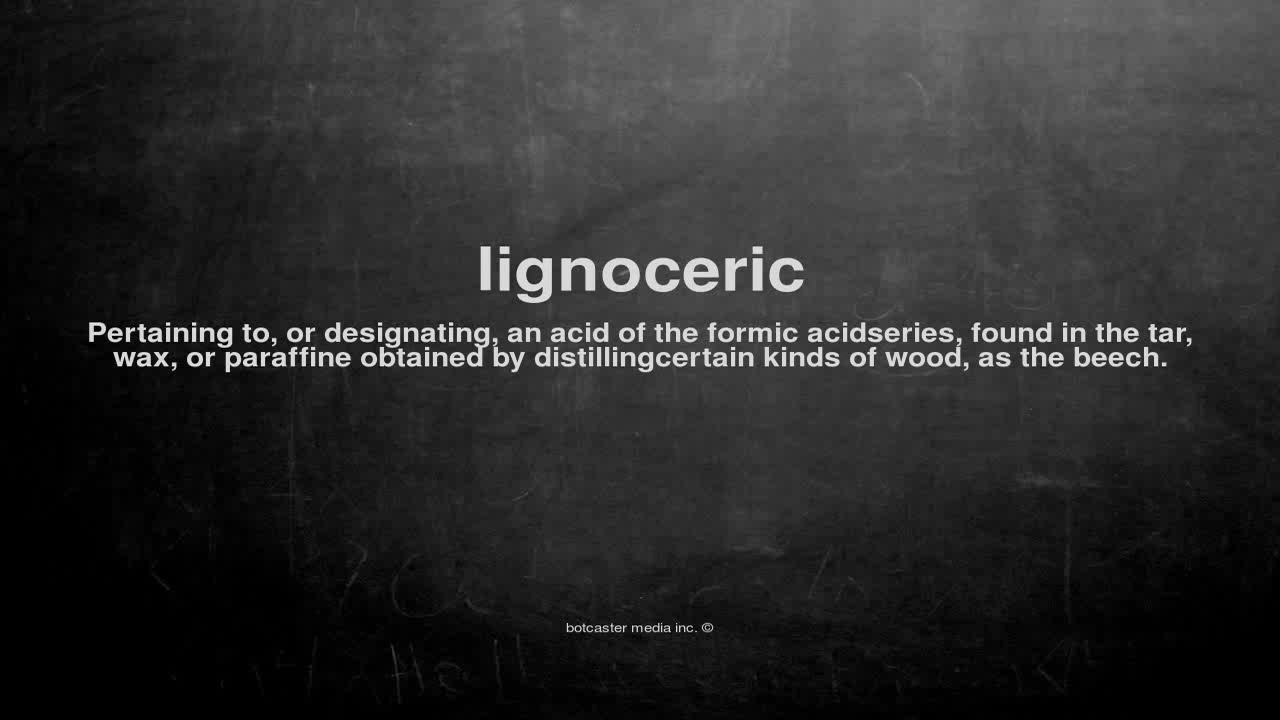 lignoceric
Pertaining to, or designating, an acid of the formic acidseries, found in the tar,
wax, or paraffine obtained by distillingcertain kinds of wood, as the beech.
botcaster media inc. ©